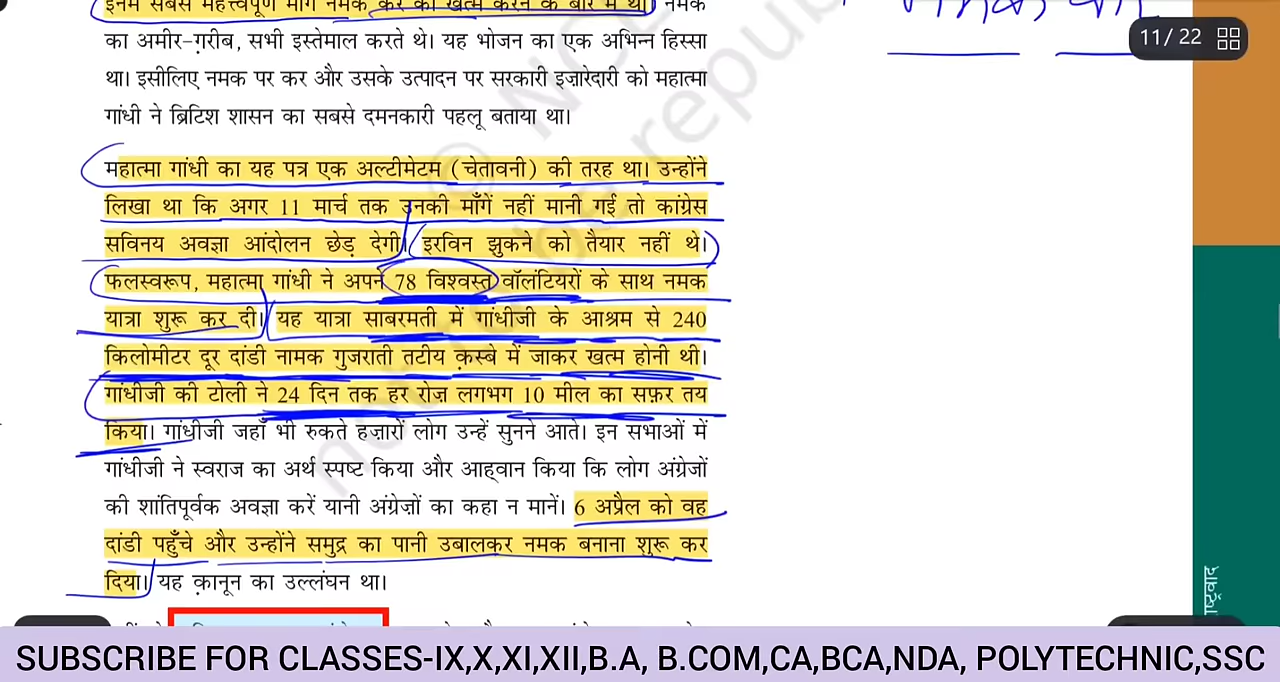 इनमें सबसे महत्त्वपूर्ण माँग नमक कर को खत्म करने के बारे में थी। नमक
का अमीर-ग़रीब, सभी इस्तेमाल करते थे। यह भोजन का एक अभिन्न हिस्सा
था। इसीलिए नमक पर कर और उसके उत्पादन पर सरकारी इज़ारेदारी को महात्मा
गांधी ने ब्रिटिश शासन का सबसे दमनकारी पहलू बताया था।
11 / 22
महात्मा गांधी का यह पत्र एक अल्टीमेटम (चेतावनी) की तरह था। उन्होंने
लिखा था कि अगर 11 मार्च तक उनकी माँगें नहीं मानी गईं तो कांग्रेस
सविनय अवज्ञा आंदोलन छेड़ देगी। इरविन झुकने को तैयार नहीं थे।
फलस्वरूप, महात्मा गांधी ने अपने 78 विश्वस्त वॉलंटियरों के साथ नमक
यात्रा शुरू कर दी। यह यात्रा साबरमती में गांधीजी के आश्रम से 240
किलोमीटर दूर दांडी नामक गुजराती तटीय क़स्बे में जाकर खत्म होनी थी।
गांधीजी की टोली ने 24 दिन तक हर रोज़ लगभग 10 मील का सफ़र तय
किया। गांधीजी जहाँ भी रुकते हज़ारों लोग उन्हें सुनने आते। इन सभाओं में
गांधीजी ने स्वराज का अर्थ स्पष्ट किया और आह्वान किया कि लोग अंग्रेजों
की शांतिपूर्वक अवज्ञा करें यानी अंग्रेजों का कहा न मानें। 6 अप्रैल को वह
दांडी पहुँचे और उन्होंने समुद्र का पानी उबालकर नमक बनाना शुरू कर
दिया। यह क़ानून का उल्लंघन था।
SUBSCRIBE FOR CLASSES-IX,X,XI,XII,B.A, B.COM,CA,BCA,NDA, POLYTECHNIC,SSC